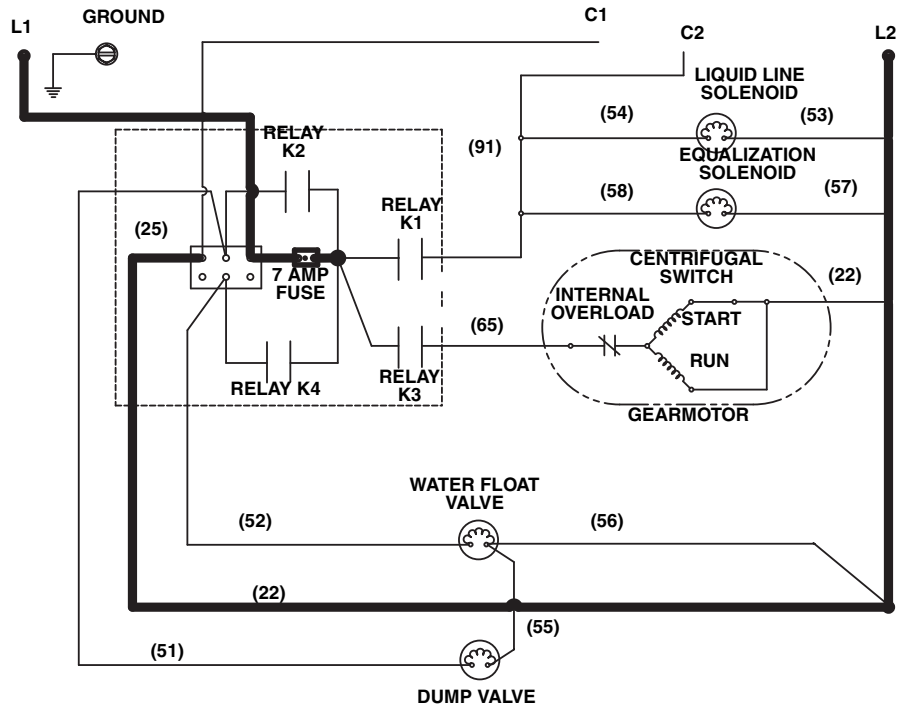 C1
GROUND
L1
C2
L2
LIQUID LINE
SOLENOID
(54)
(53)
RELAY
K2
(91)
EQUALIZATION
SOLENOID
(58)
(57)
RELAY
K1
(25)
CENTRIFUGAL
SWITCH
7 AMP
FUSE
(22)
INTERNAL
OVERLOAD
(65)
START
RUN
RELAY K4
RELAY
K3
GEARMOTOR
WATER FLOAT
VALVE
(52)
(56)
(22)
(55)
(51)
DUMP VALVE